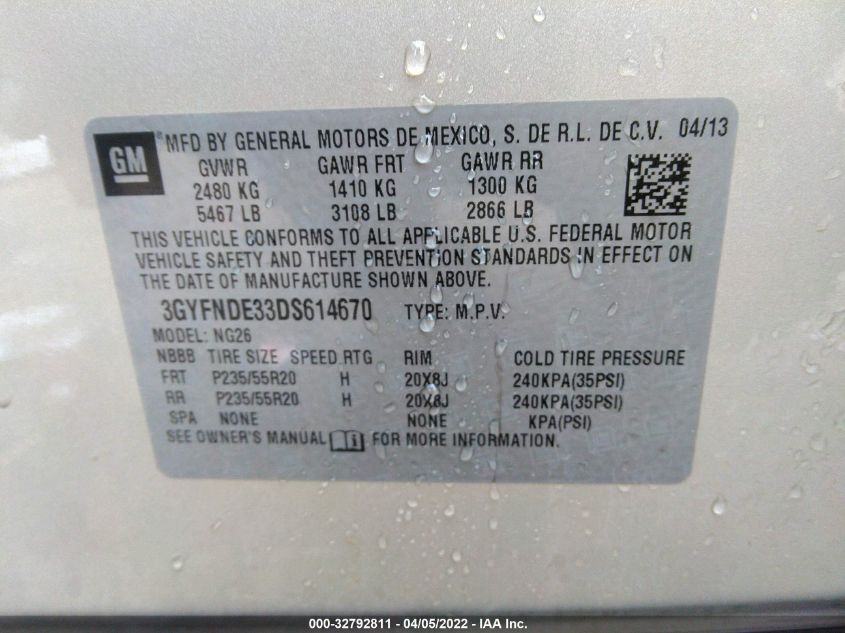 GM ® MFD BY GENERAL MOTORS DE MEXICO, S. DE R.L. DE C.V. 04/13
GVWR GAWR FRT GAWR RR
2480 KG 1410 KG 1300 KG
5467 LB 3108 LB 2866 LB
THIS VEHICLE CONFORMS TO ALL APPLICABLE U.S. FEDERAL MOTOR
VEHICLE SAFETY AND THEFT PREVENTION STANDARDS IN EFFECT ON
THE DATE OF MANUFACTURE SHOWN ABOVE.
3GYFNDE33DS614670 TYPE: M.P.V.
MODEL: NG26
NBBB TIRE SIZE SPEED RTG RIM COLD TIRE PRESSURE
FRT P235/55R20 H 20X8J 240KPA(35PSI)
RR P235/55R20 H 20X8J 240KPA(35PSI)
SPA NONE NONE KPA(PSI)
SEE OWNER'S MANUAL FOR MORE INFORMATION.
000-32792811 - 04/05/2022 - IAA Inc.